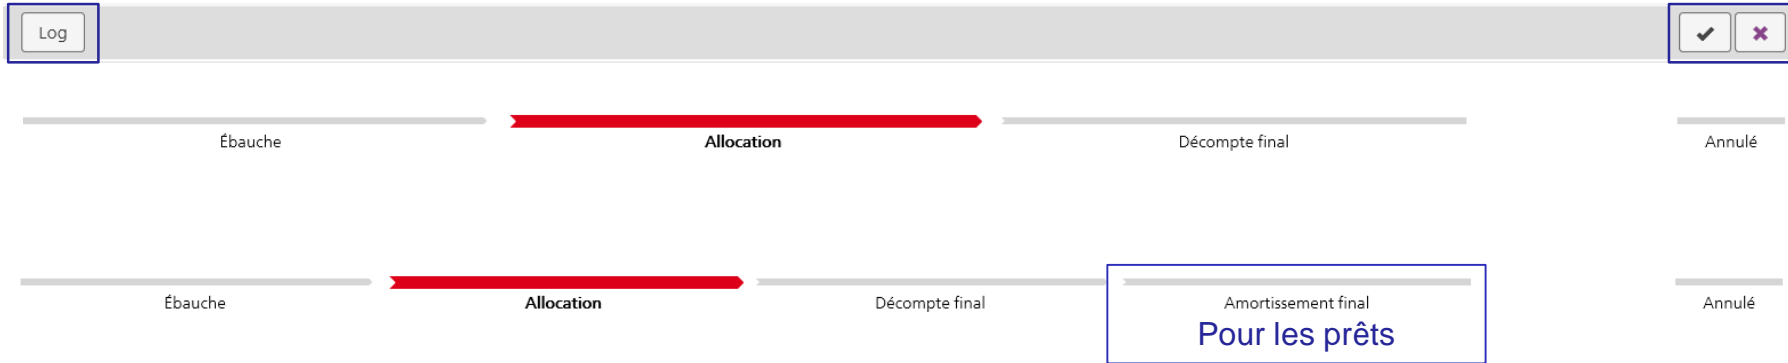 Log
Ébauche Allocation Décompte final Annulé
Ébauche Allocation Décompte final Amortissement final Annulé
Pour les prêts